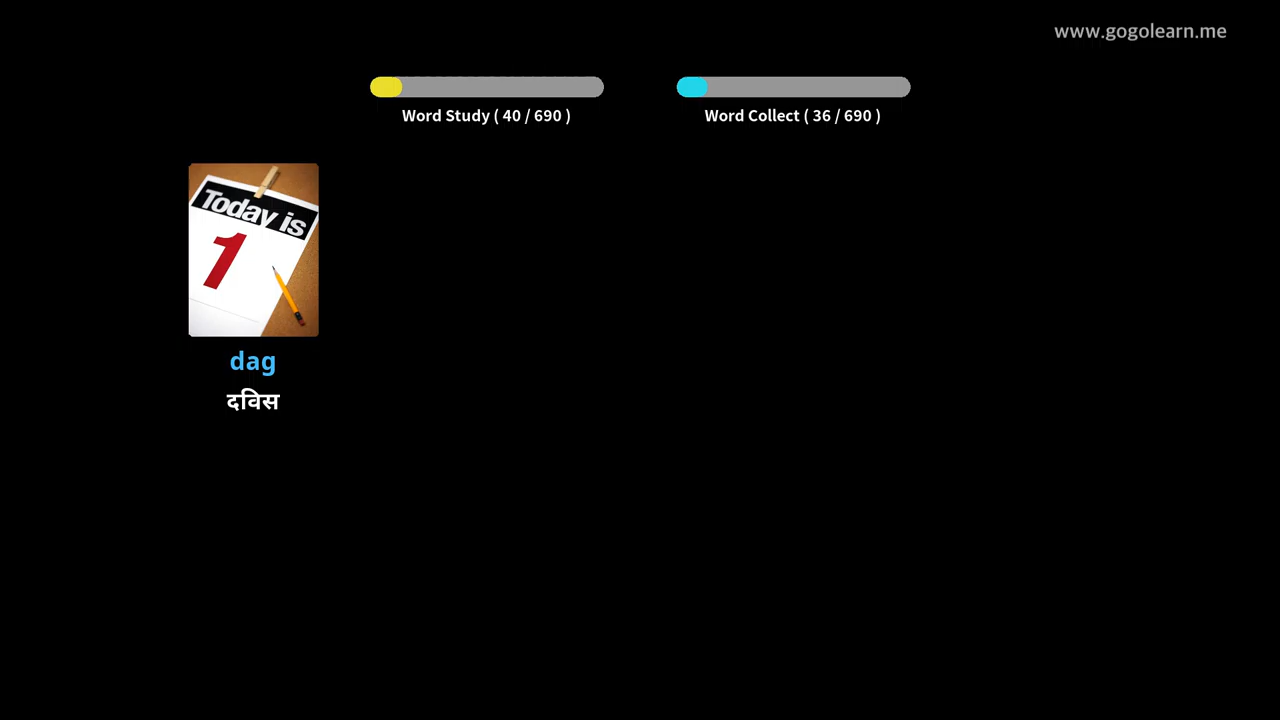 www.gogolearn.me
Word Study ( 40 / 690 )
Word Collect ( 36 / 690 )
Today is
1
dag
दविस